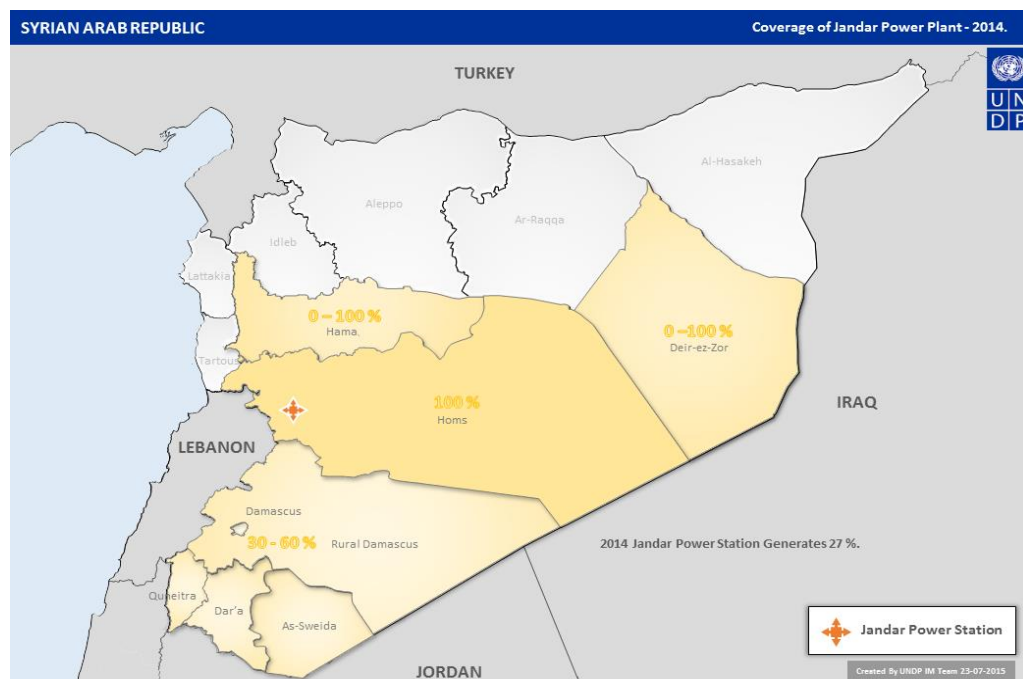 SYRIAN ARAB REPUBLIC
Coverage of Jandar Power Plant - 2014.
TURKEY
UN
DP
Al-Hasakeh
Aleppo
Ar-Raqqa
Idleb
Lattakia
0 – 100 %
Hama.
0 –100 %
Deir-ez-Zor
Tartous
100 %
Homs
IRAQ
LEBANON
Damascus
30 - 60 %
Rural Damascus
2014 Jandar Power Station Generates 27 %.
Quneitra
Dar'a
As-Sweida
Jandar Power Station
JORDAN
Created By UNDP IM Team 23-07-2015